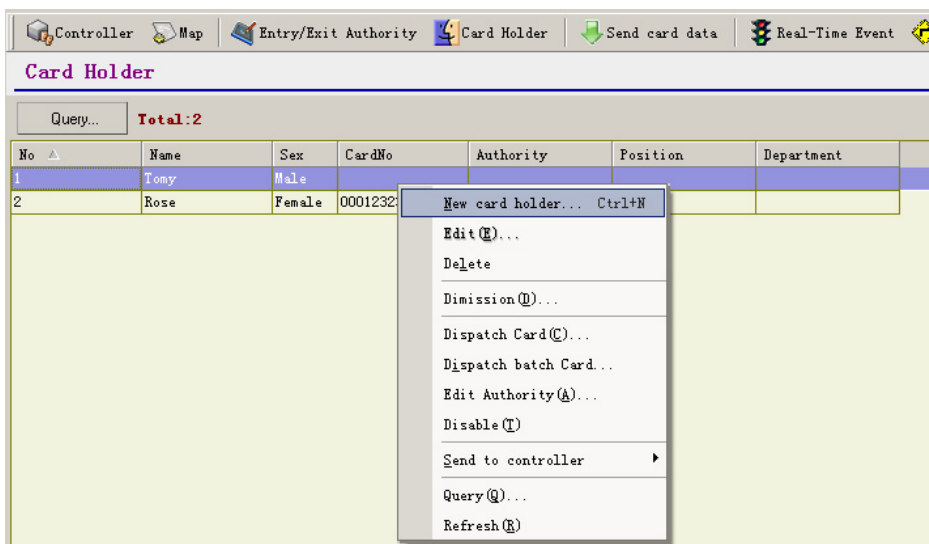 Controller Map Entry/Exit Authority Card Holder Send card data Real-Time Event
Card Holder
Query... Total:2
No Name Sex CardNo Authority Position Department
1 Tomy Male
2 Rose Female 0001232
New card holder... Ctrl+N
Edit(E)...
Delete
Dimission(D)...
Dispatch Card(C)...
Dispatch batch Card...
Edit Authority(A)...
Disable(T)
Send to controller
Query(Q)...
Refresh(R)